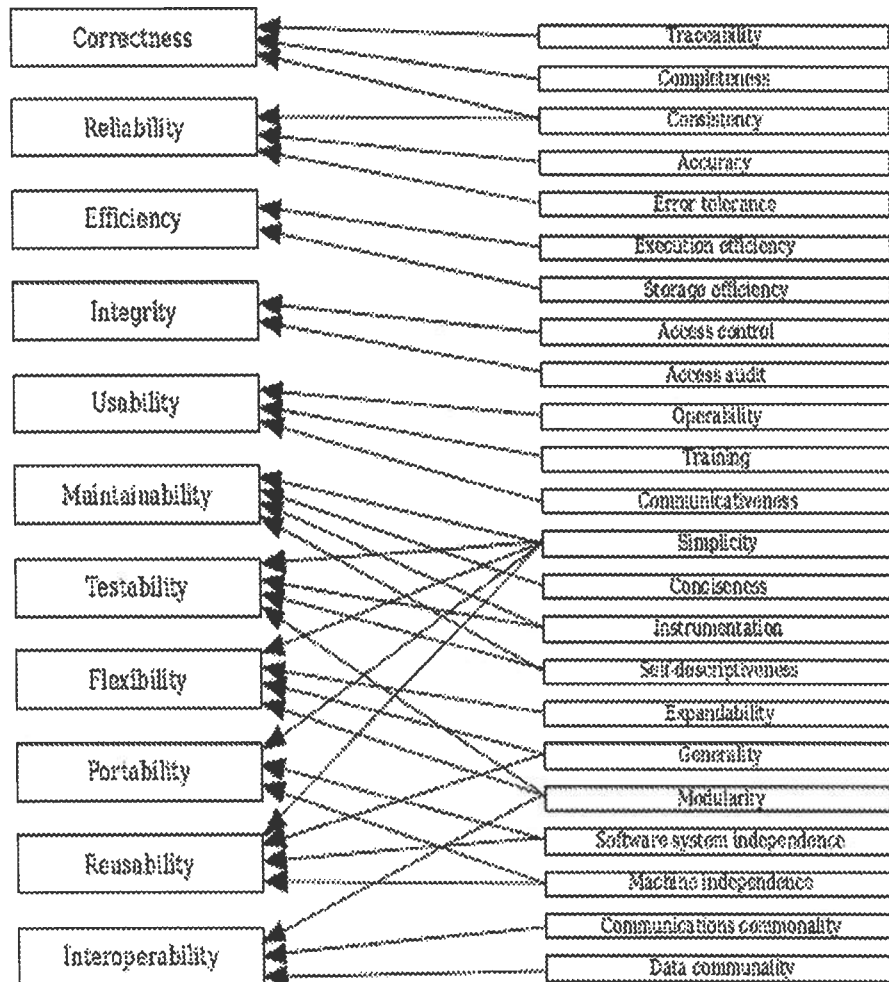 Correctness
Reliability
Efficiency
Integrity
Usability
Maintainability
Testability
Flexibility
Portability
Reusability
Interoperability
Traceability
Completeness
Consistency
Accuracy
Error tolerance
Execution efficiency
Storage efficiency
Access control
Access audit
Operability
Training
Communicativeness
Simplicity
Conciseness
Instrumentation
Self-descriptiveness
Expandability
Generality
Modularity
Software system independence
Machine independence
Communications commonality
Data communality